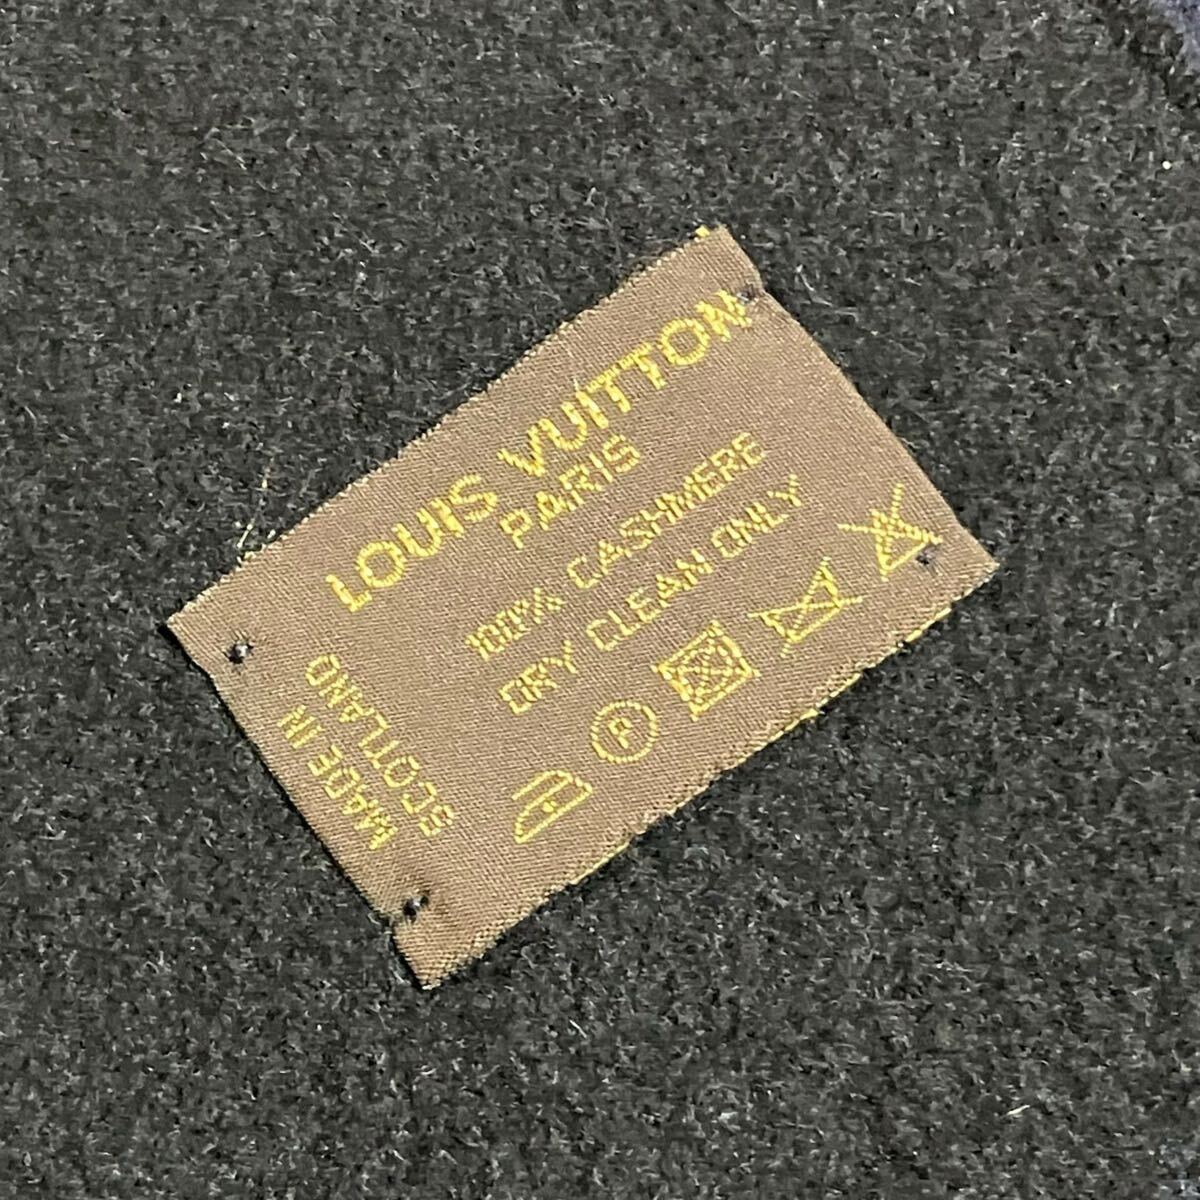 LOUIS VUITTON
PARIS
100% CASHMERE
DRY CLEAN ONLY
P
MADE IN
SCOTLAND